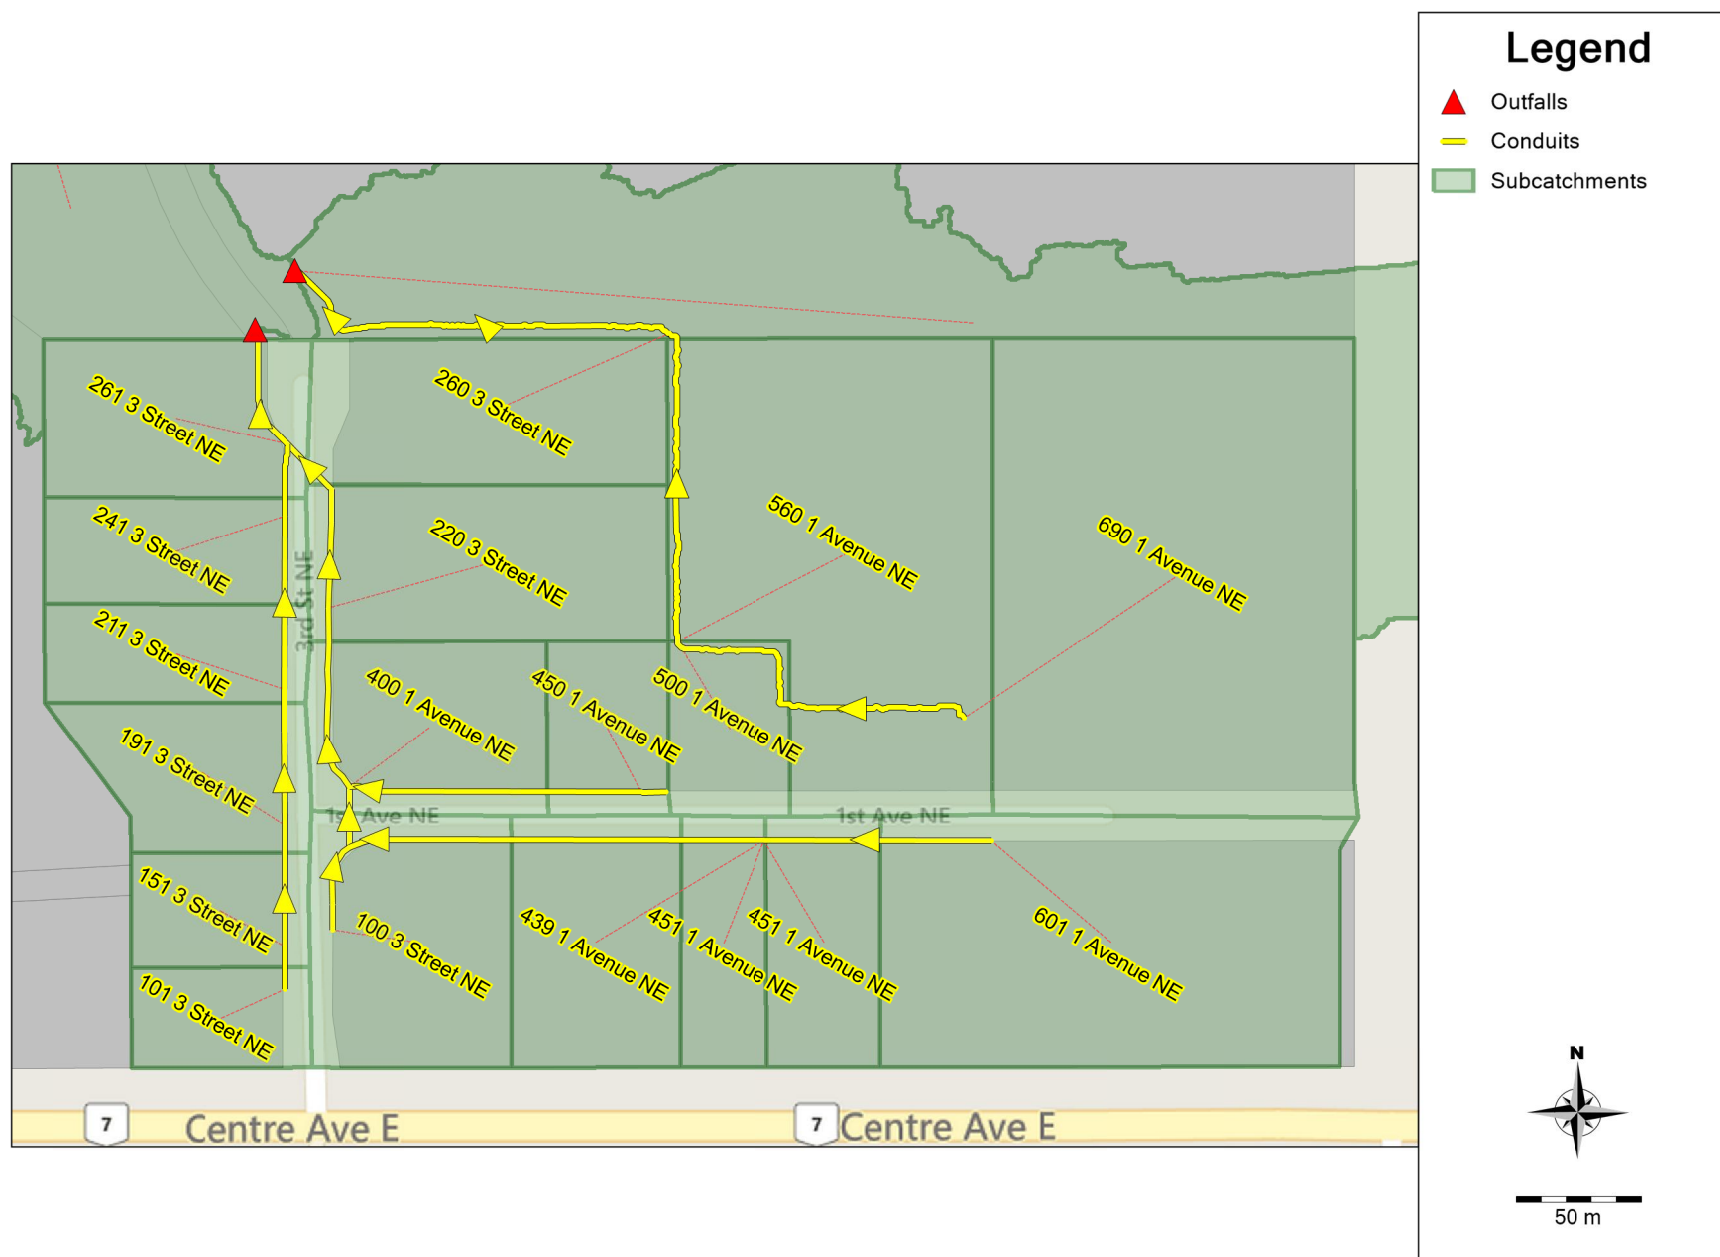 Legend
Outfalls
Conduits
Subcatchments
261 3 Street NE
260 3 Street NE
241 3 Street NE
220 3 Street NE
560 1 Avenue NE
690 1 Avenue NE
3rd St NE
211 3 Street NE
400 1 Avenue NE
450 1 Avenue NE
500 1 Avenue NE
191 3 Street NE
1st Ave NE
1st Ave NE
151 3 Street NE
100 3 Street NE
439 1 Avenue NE
451 1 Avenue NE
451 1 Avenue NE
601 1 Avenue NE
101 3 Street NE
7
Centre Ave E
7
Centre Ave E
N
50 m